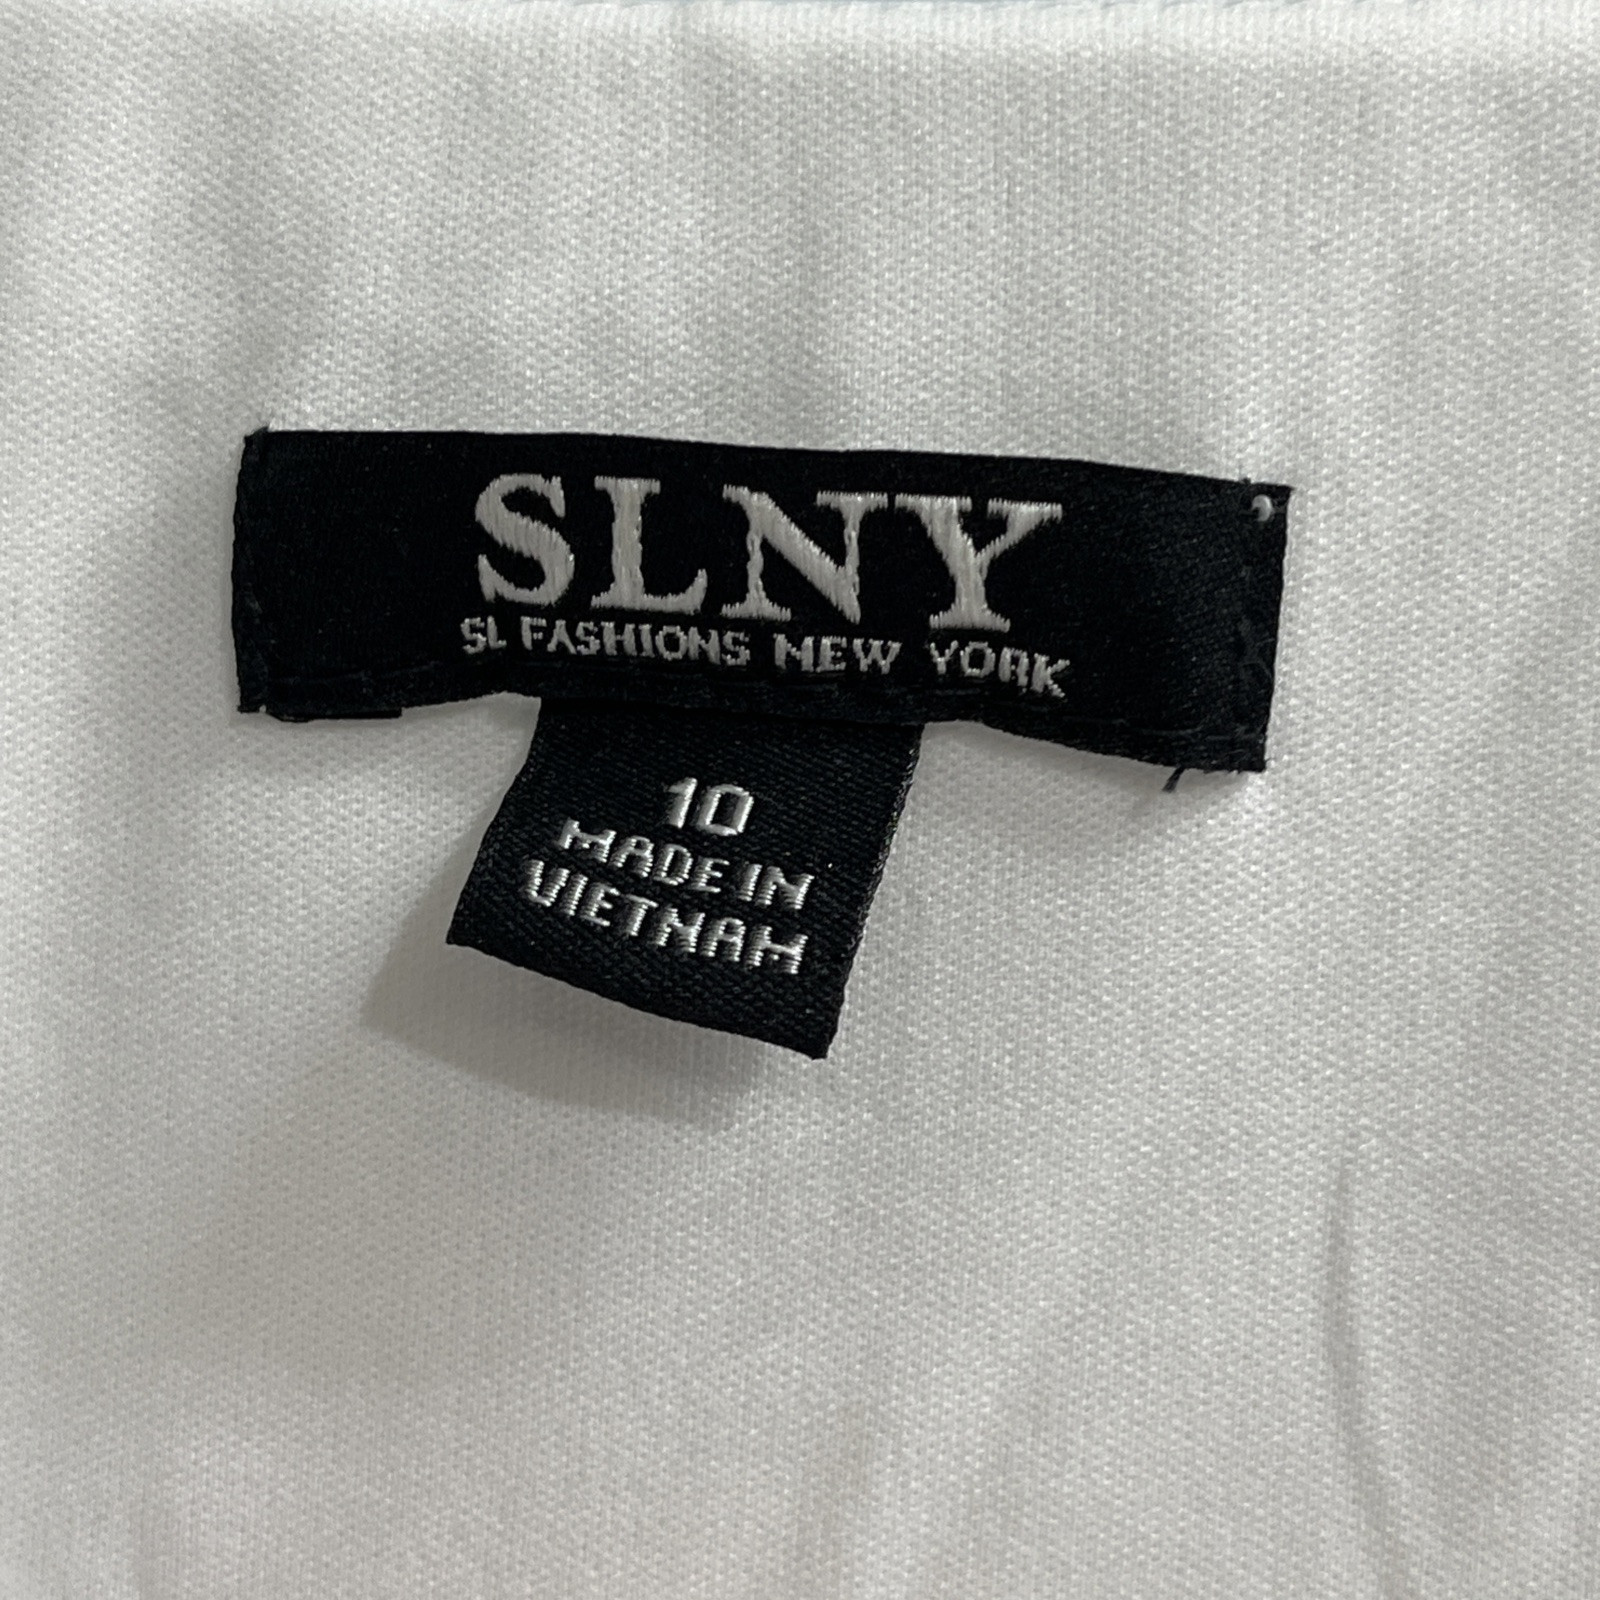 SLNY
SL FASHIONS NEW YORK
10
MADE IN
VIETNAM